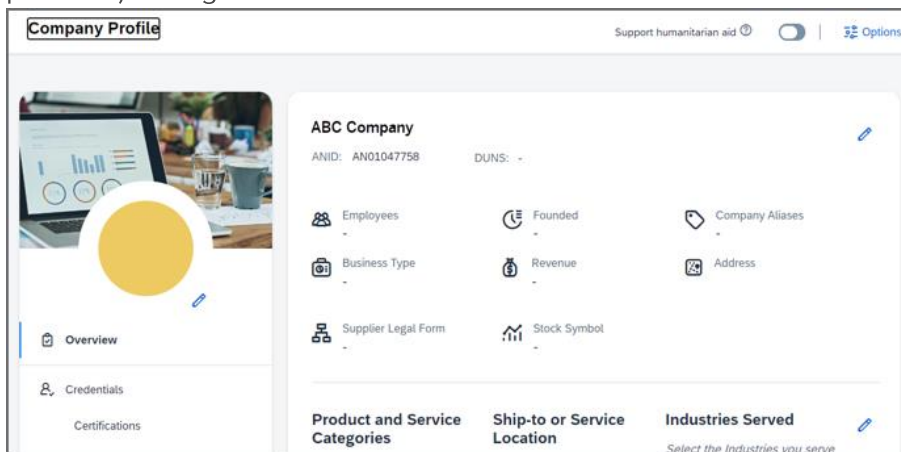 Company Profile
Support humanitarian aid
Options
ABC Company
ANID: AN01047758 DUNS: -
Employees
-
Founded
-
Company Aliases
-
Business Type
-
Revenue
-
Address
Supplier Legal Form
-
Stock Symbol
-
Overview
Credentials
Certifications
Product and Service
Categories
Ship-to or Service
Location
Industries Served
Select the Industries you serve